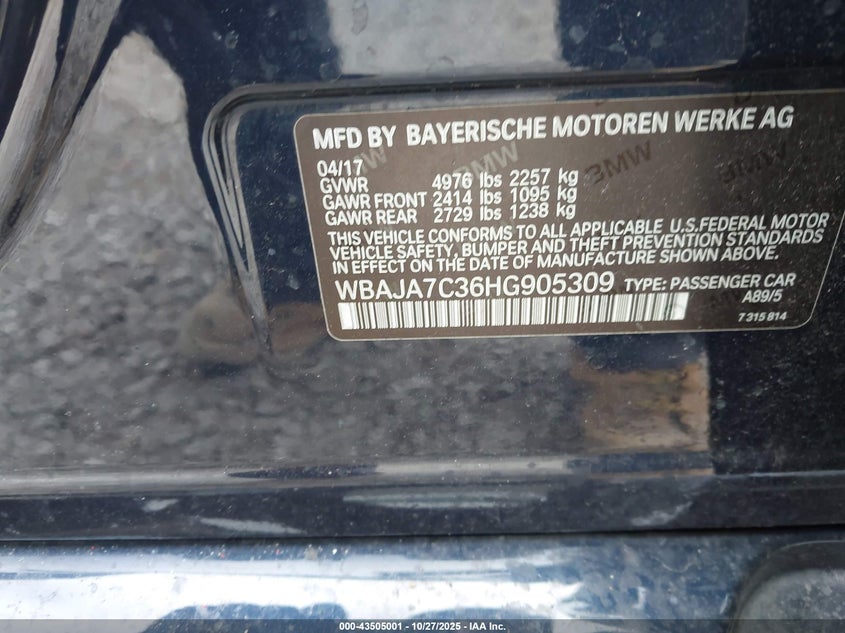 MFD BY BAYERISCHE MOTOREN WERKE AG
04/17
GVWR 4976 lbs 2257 kg
GAWR FRONT 2414 lbs 1095 kg
GAWR REAR 2729 lbs 1238 kg
THIS VEHICLE CONFORMS TO ALL APPLICABLE U.S.FEDERAL MOTOR
VEHICLE SAFETY, BUMPER AND THEFT PREVENTION STANDARDS
IN EFFECT ON THE DATE OF MANUFACTURE SHOWN ABOVE.
WBAJA7C36HG905309 TYPE: PASSENGER CAR
A89/5
7 315 814
BMW
BMW
BMW
000-43505001 - 10/27/2025 - IAA Inc.